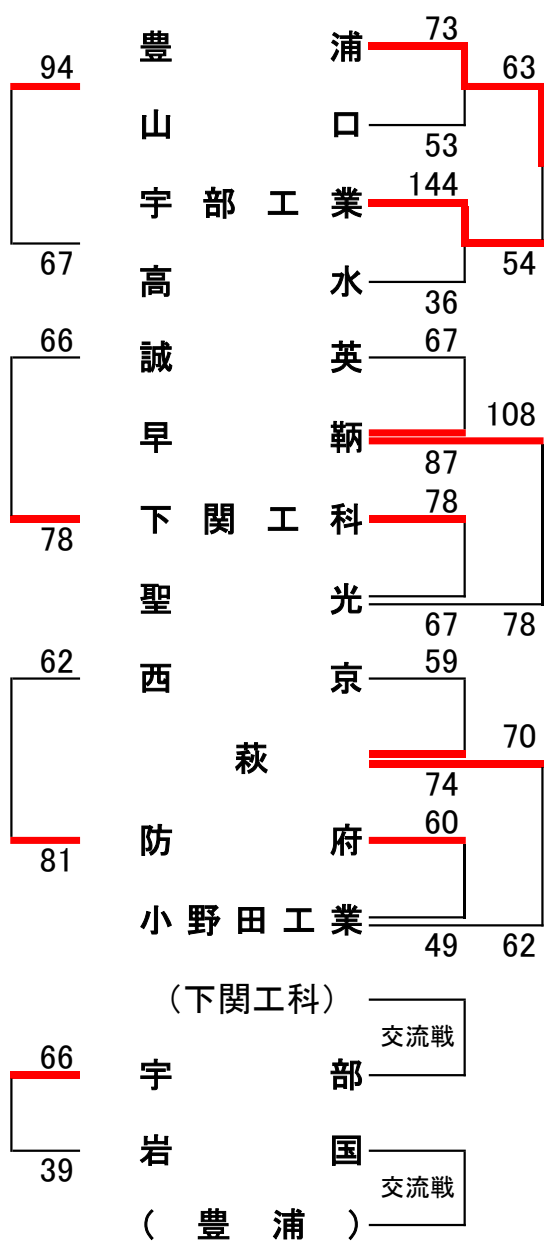 豊浦 73
94 63
山口 53
宇部工業 144
67 54
高水 36
66 誠英 67
早鞆 108
87
下関工科 78
78
聖光 67 78
62 西京 59
萩 70
74
防府 60
81
小野田工業 49 62
（下関工科）
交流戦
66 宇部
岩国
39
交流戦
（豊浦）